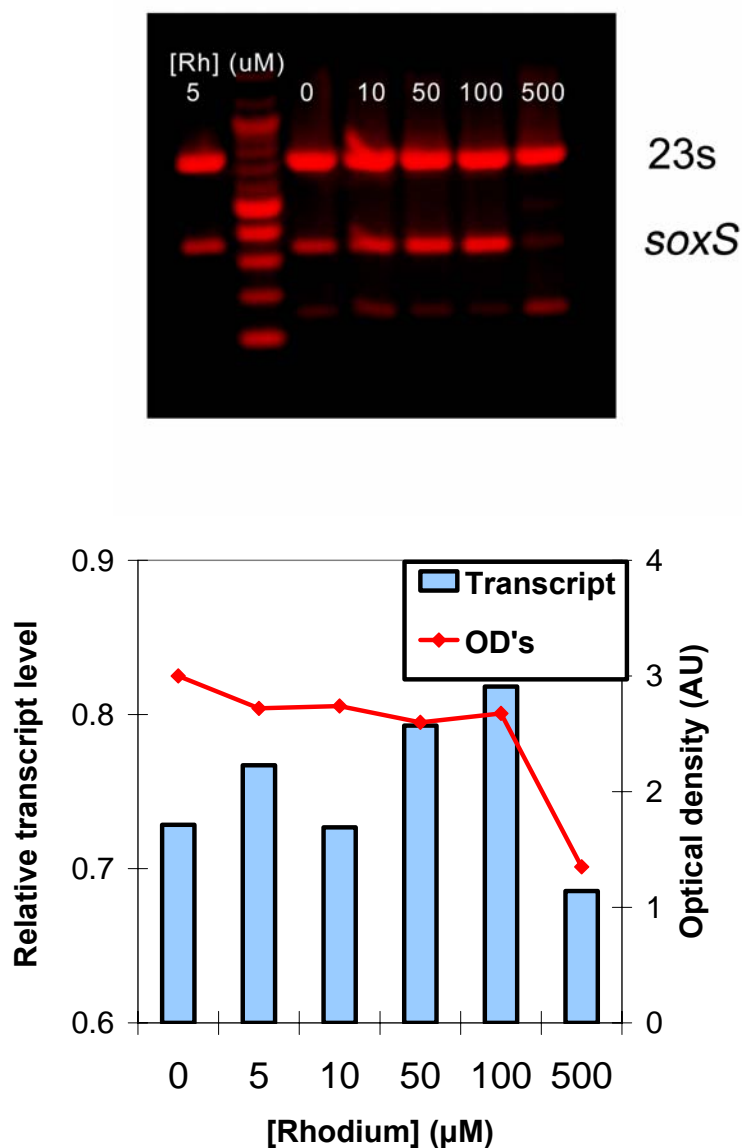 [Rh] (uM)
5 0 10 50 100 500
23s
soxS
0.9
0.8
0.7
0.6
Relative transcript level
Transcript
OD's
4
3
2
1
0
Optical density (AU)
0 5 10 50 100 500
[Rhodium] (µM)